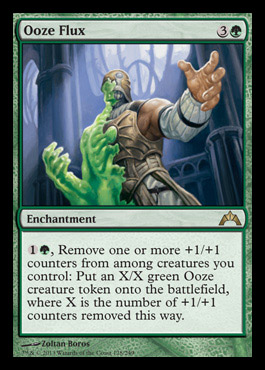 Ooze Flux 3
Enchantment
1, Remove one or more +1/+1
counters from among creatures you
control: Put an X/X green Ooze
creature token onto the battlefield,
where X is the number of +1/+1
counters removed this way.
Zoltan Boros
™ & © 2013 Wizards of the Coast 128/249